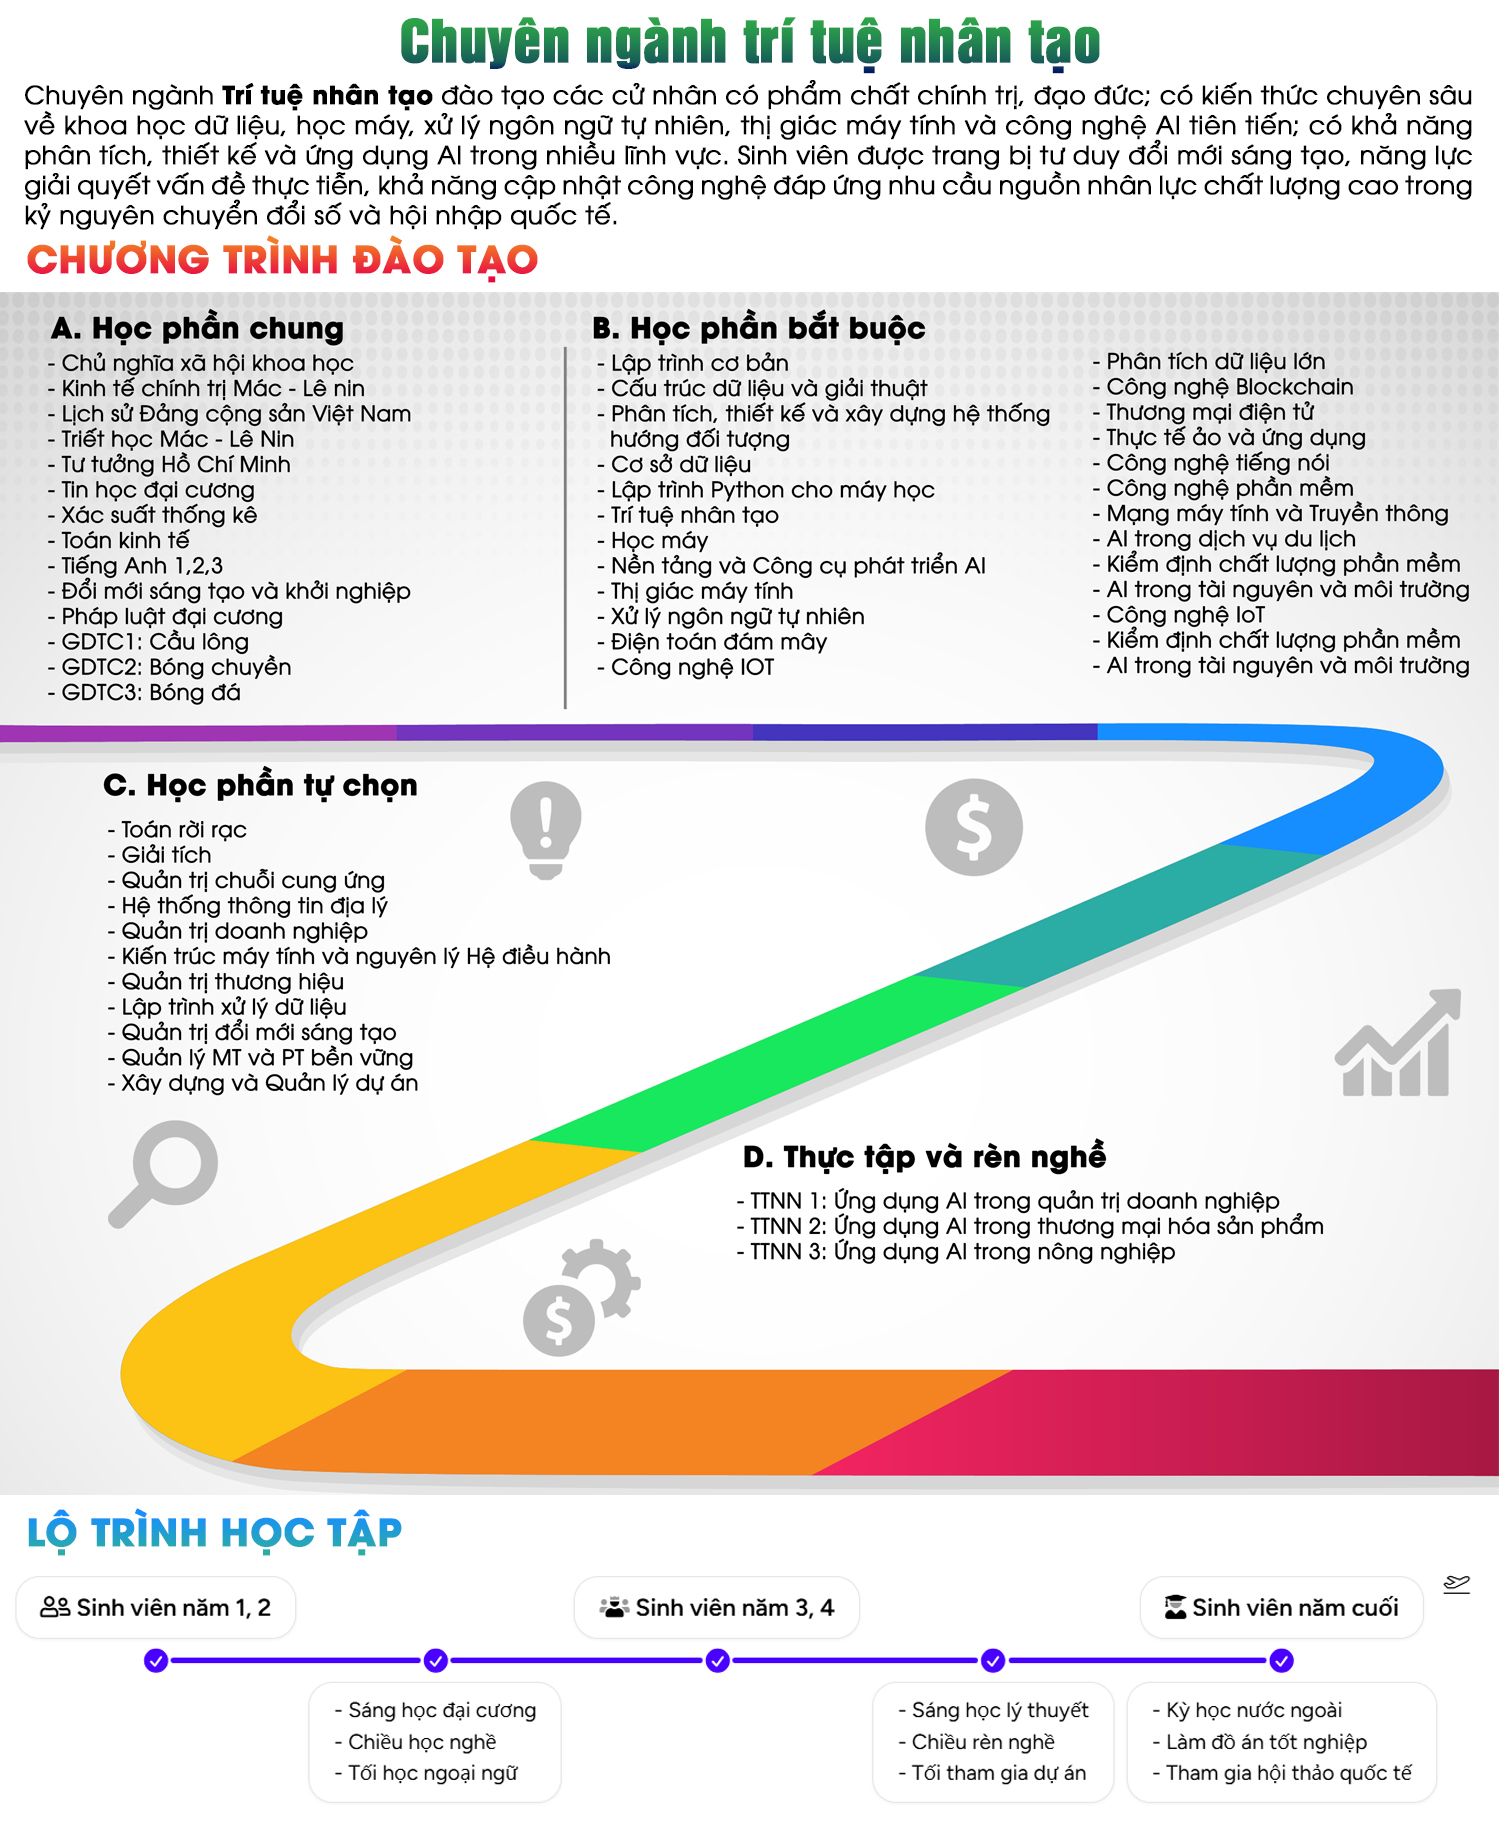 Chuyên ngành trí tuệ nhân tạo
Chuyên ngành Trí tuệ nhân tạo đào tạo các cử nhân có phẩm chất chính trị, đạo đức; có kiến thức chuyên sâu
về khoa học dữ liệu, học máy, xử lý ngôn ngữ tự nhiên, thị giác máy tính và công nghệ AI tiên tiến; có khả năng
phân tích, thiết kế và ứng dụng AI trong nhiều lĩnh vực. Sinh viên được trang bị tư duy đổi mới sáng tạo, năng lực
giải quyết vấn đề thực tiễn, khả năng cập nhật công nghệ đáp ứng nhu cầu nguồn nhân lực chất lượng cao trong
kỷ nguyên chuyển đổi số và hội nhập quốc tế.
CHƯƠNG TRÌNH ĐÀO TẠO
A. Học phần chung
- Chủ nghĩa xã hội khoa học
- Kinh tế chính trị Mác - Lê nin
- Lịch sử Đảng cộng sản Việt Nam
- Triết học Mác - Lê Nin
- Tư tưởng Hồ Chí Minh
- Tin học đại cương
- Xác suất thống kê
- Toán kinh tế
- Tiếng Anh 1,2,3
- Đổi mới sáng tạo và khởi nghiệp
- Pháp luật đại cương
- GDTC1: Cầu lông
- GDTC2: Bóng chuyền
- GDTC3: Bóng đá
B. Học phần bắt buộc
- Lập trình cơ bản
- Cấu trúc dữ liệu và giải thuật
- Phân tích, thiết kế và xây dựng hệ thống
hướng đối tượng
- Cơ sở dữ liệu
- Lập trình Python cho máy học
- Trí tuệ nhân tạo
- Học máy
- Nền tảng và Công cụ phát triển AI
- Thị giác máy tính
- Xử lý ngôn ngữ tự nhiên
- Điện toán đám mây
- Công nghệ IOT
- Phân tích dữ liệu lớn
- Công nghệ Blockchain
- Thương mại điện tử
- Thực tế ảo và ứng dụng
- Công nghệ tiếng nói
- Công nghệ phần mềm
- Mạng máy tính và Truyền thông
- AI trong dịch vụ du lịch
- Kiểm định chất lượng phần mềm
- AI trong tài nguyên và môi trường
- Công nghệ IoT
- Kiểm định chất lượng phần mềm
- AI trong tài nguyên và môi trường
C. Học phần tự chọn
- Toán rời rạc
- Giải tích
- Quản trị chuỗi cung ứng
- Hệ thống thông tin địa lý
- Quản trị doanh nghiệp
- Kiến trúc máy tính và nguyên lý Hệ điều hành
- Quản trị thương hiệu
- Lập trình xử lý dữ liệu
- Quản trị đổi mới sáng tạo
- Quản lý MT và PT bền vững
- Xây dựng và Quản lý dự án
D. Thực tập và rèn nghề
- TTNN 1: Ứng dụng AI trong quản trị doanh nghiệp
- TTNN 2: Ứng dụng AI trong thương mại hóa sản phẩm
- TTNN 3: Ứng dụng AI trong nông nghiệp
LỘ TRÌNH HỌC TẬP
Sinh viên năm 1, 2
Sinh viên năm 3, 4
Sinh viên năm cuối
- Sáng học đại cương
- Chiều học nghề
- Tối học ngoại ngữ
- Sáng học lý thuyết
- Chiều rèn nghề
- Tối tham gia dự án
- Kỳ học nước ngoài
- Làm đồ án tốt nghiệp
- Tham gia hội thảo quốc tế